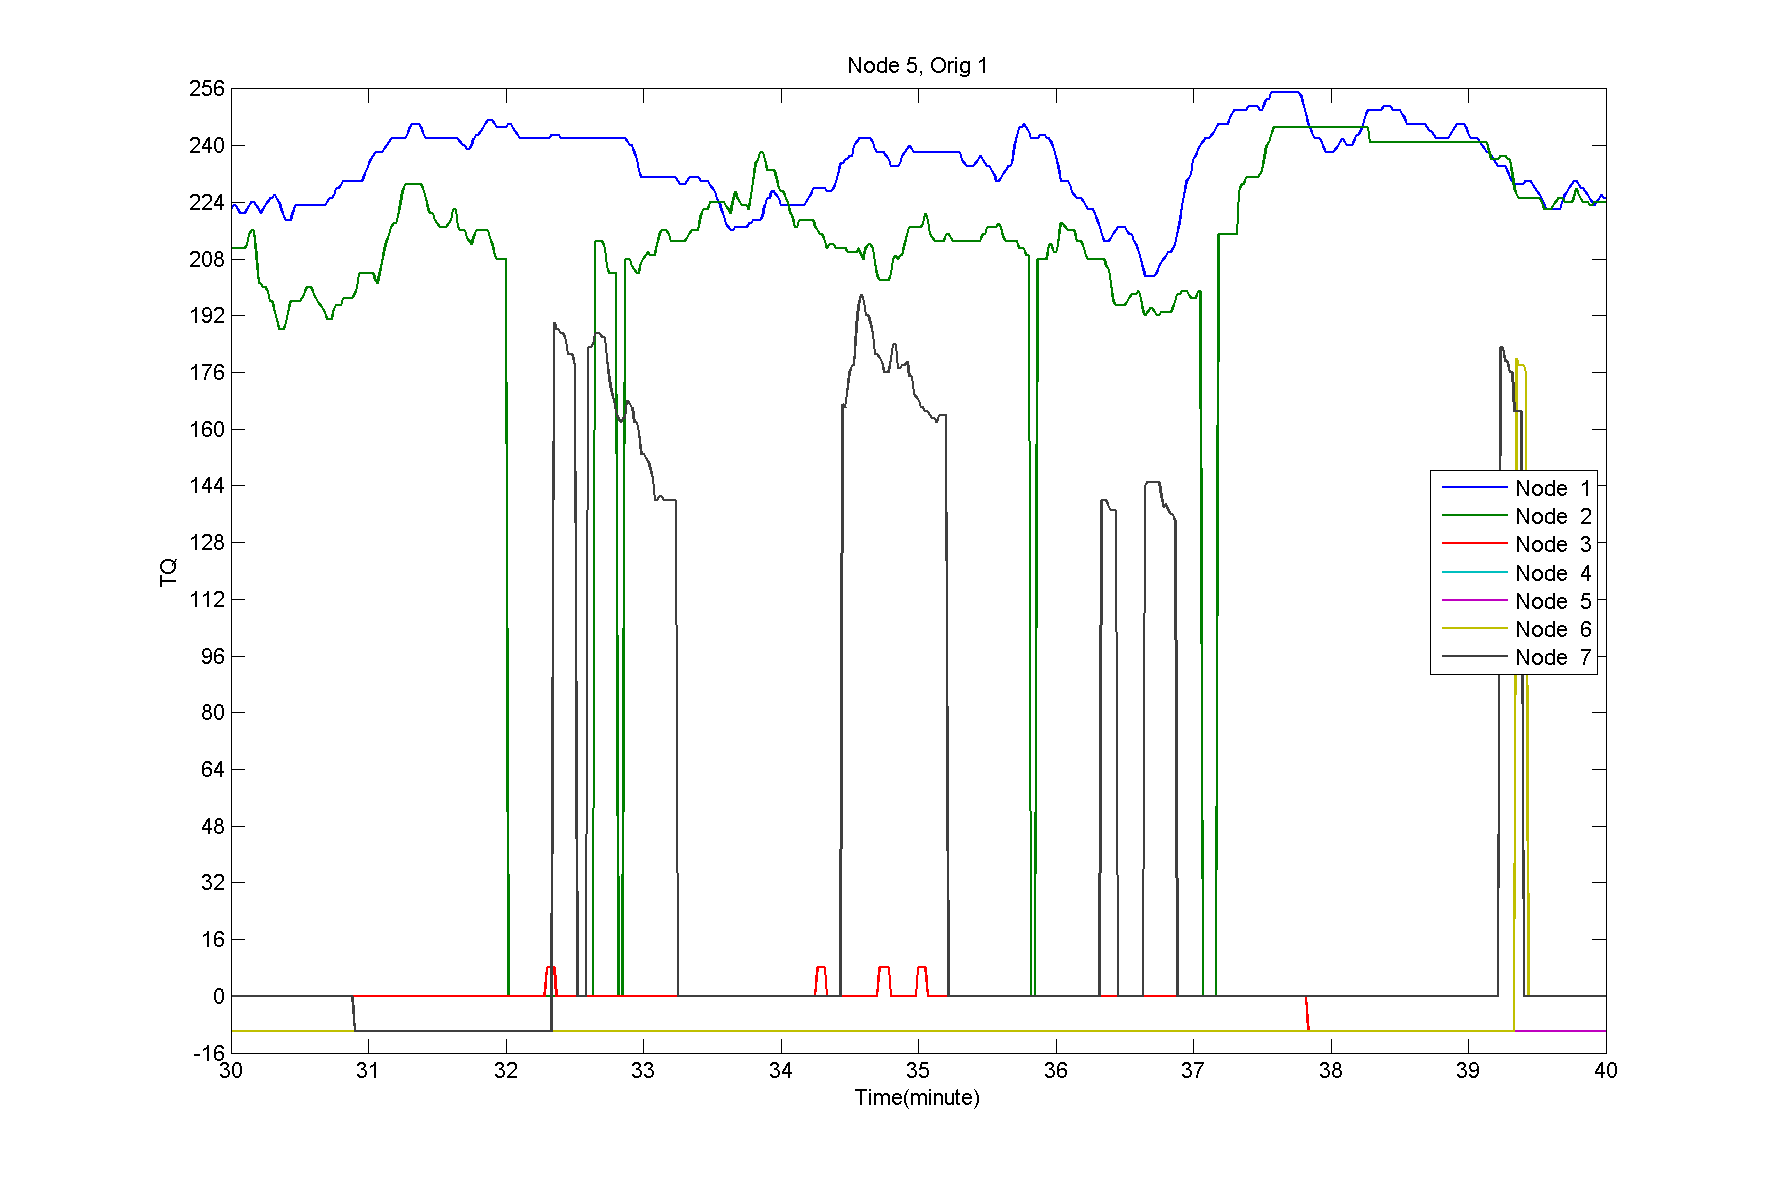 Node 5, Orig 1
256
240
224
208
192
176
160
144
128
112
96
80
64
48
32
16
0
-16
TQ
Node 1
Node 2
Node 3
Node 4
Node 5
Node 6
Node 7
30 31 32 33 34 35 36 37 38 39 40
Time(minute)